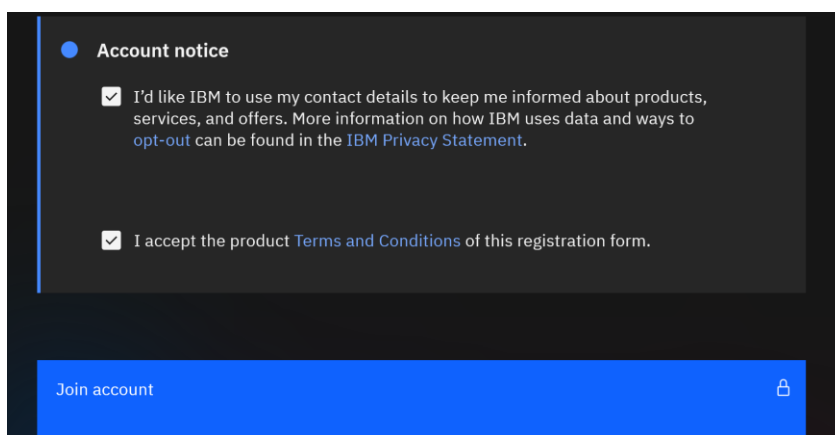 Account notice
I’d like IBM to use my contact details to keep me informed about products,
services, and offers. More information on how IBM uses data and ways to
opt-out can be found in the IBM Privacy Statement.
I accept the product Terms and Conditions of this registration form.
Join account